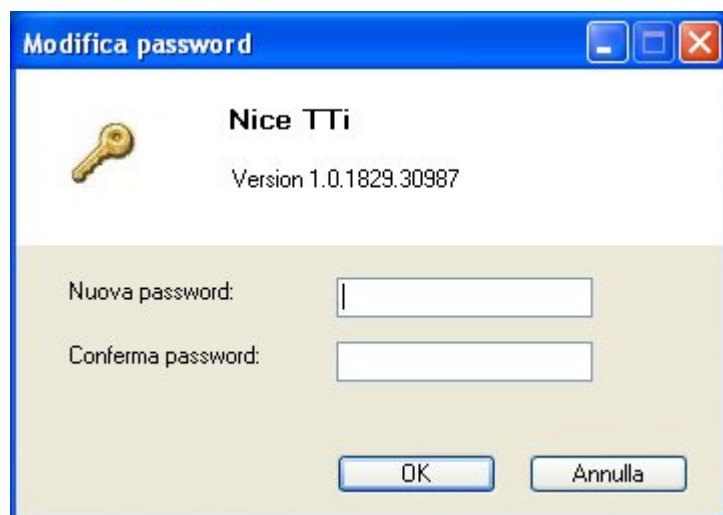 Modifica password
Nice TTi
Version 1.0.1829.30987
Nuova password:
Conferma password:
OK Annulla